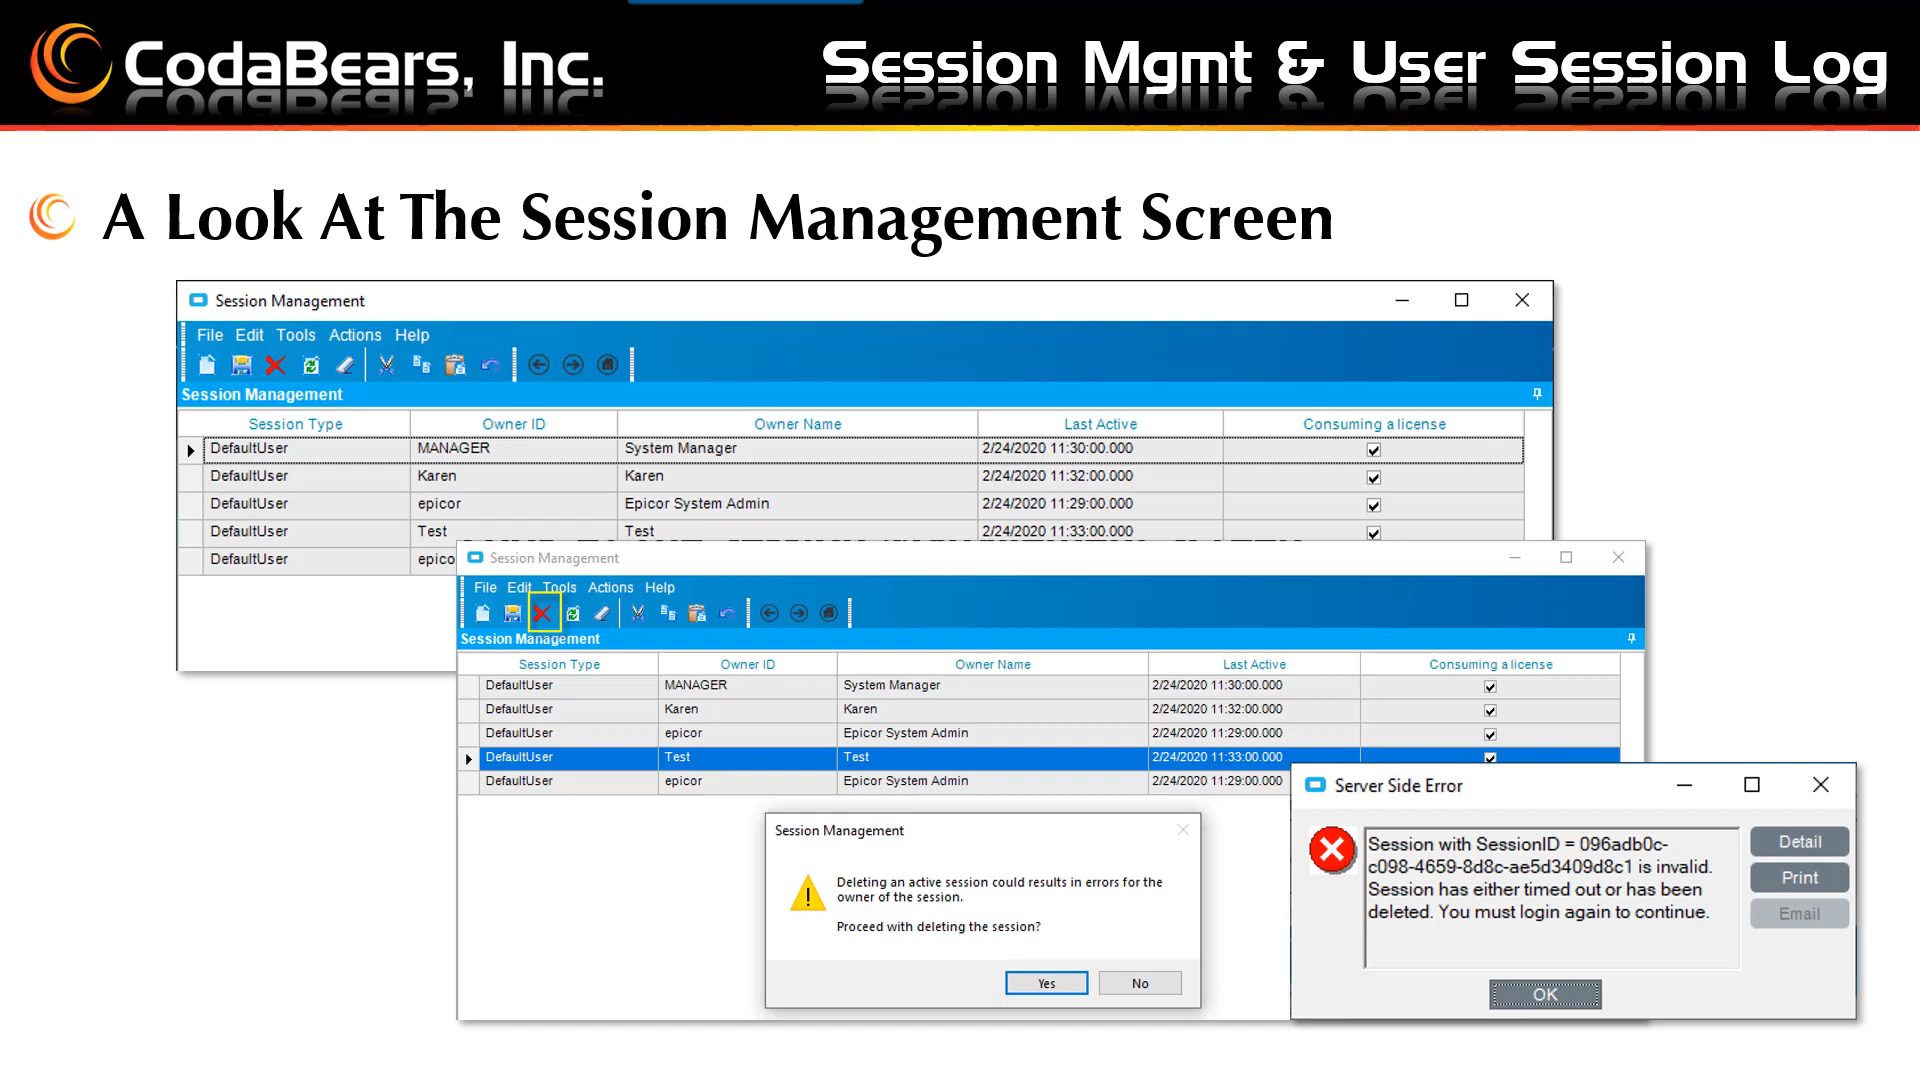 CodaBears, Inc.
Session Mgmt & User Session Log
A Look At The Session Management Screen
Session Management
File Edit Tools Actions Help
Session Management
Session Type Owner ID Owner Name Last Active Consuming a license
DefaultUser MANAGER System Manager 2/24/2020 11:30:00.000
DefaultUser Karen Karen 2/24/2020 11:32:00.000
DefaultUser epicor Epicor System Admin 2/24/2020 11:29:00.000
DefaultUser Test Test 2/24/2020 11:33:00.000
DefaultUser epico
Session Management
File Edit Tools Actions Help
Session Management
Session Type Owner ID Owner Name Last Active Consuming a license
DefaultUser MANAGER System Manager 2/24/2020 11:30:00.000
DefaultUser Karen Karen 2/24/2020 11:32:00.000
DefaultUser epicor Epicor System Admin 2/24/2020 11:29:00.000
DefaultUser Test Test 2/24/2020 11:33:00.000
DefaultUser epicor Epicor System Admin 2/24/2020 11:29:00.000
Session Management
Deleting an active session could results in errors for the
owner of the session.
Proceed with deleting the session?
Yes No
Server Side Error
Session with SessionID = 096adb0c-
c098-4659-8d8c-ae5d3409d8c1 is invalid.
Session has either timed out or has been
deleted. You must login again to continue.
Detail
Print
Email
OK